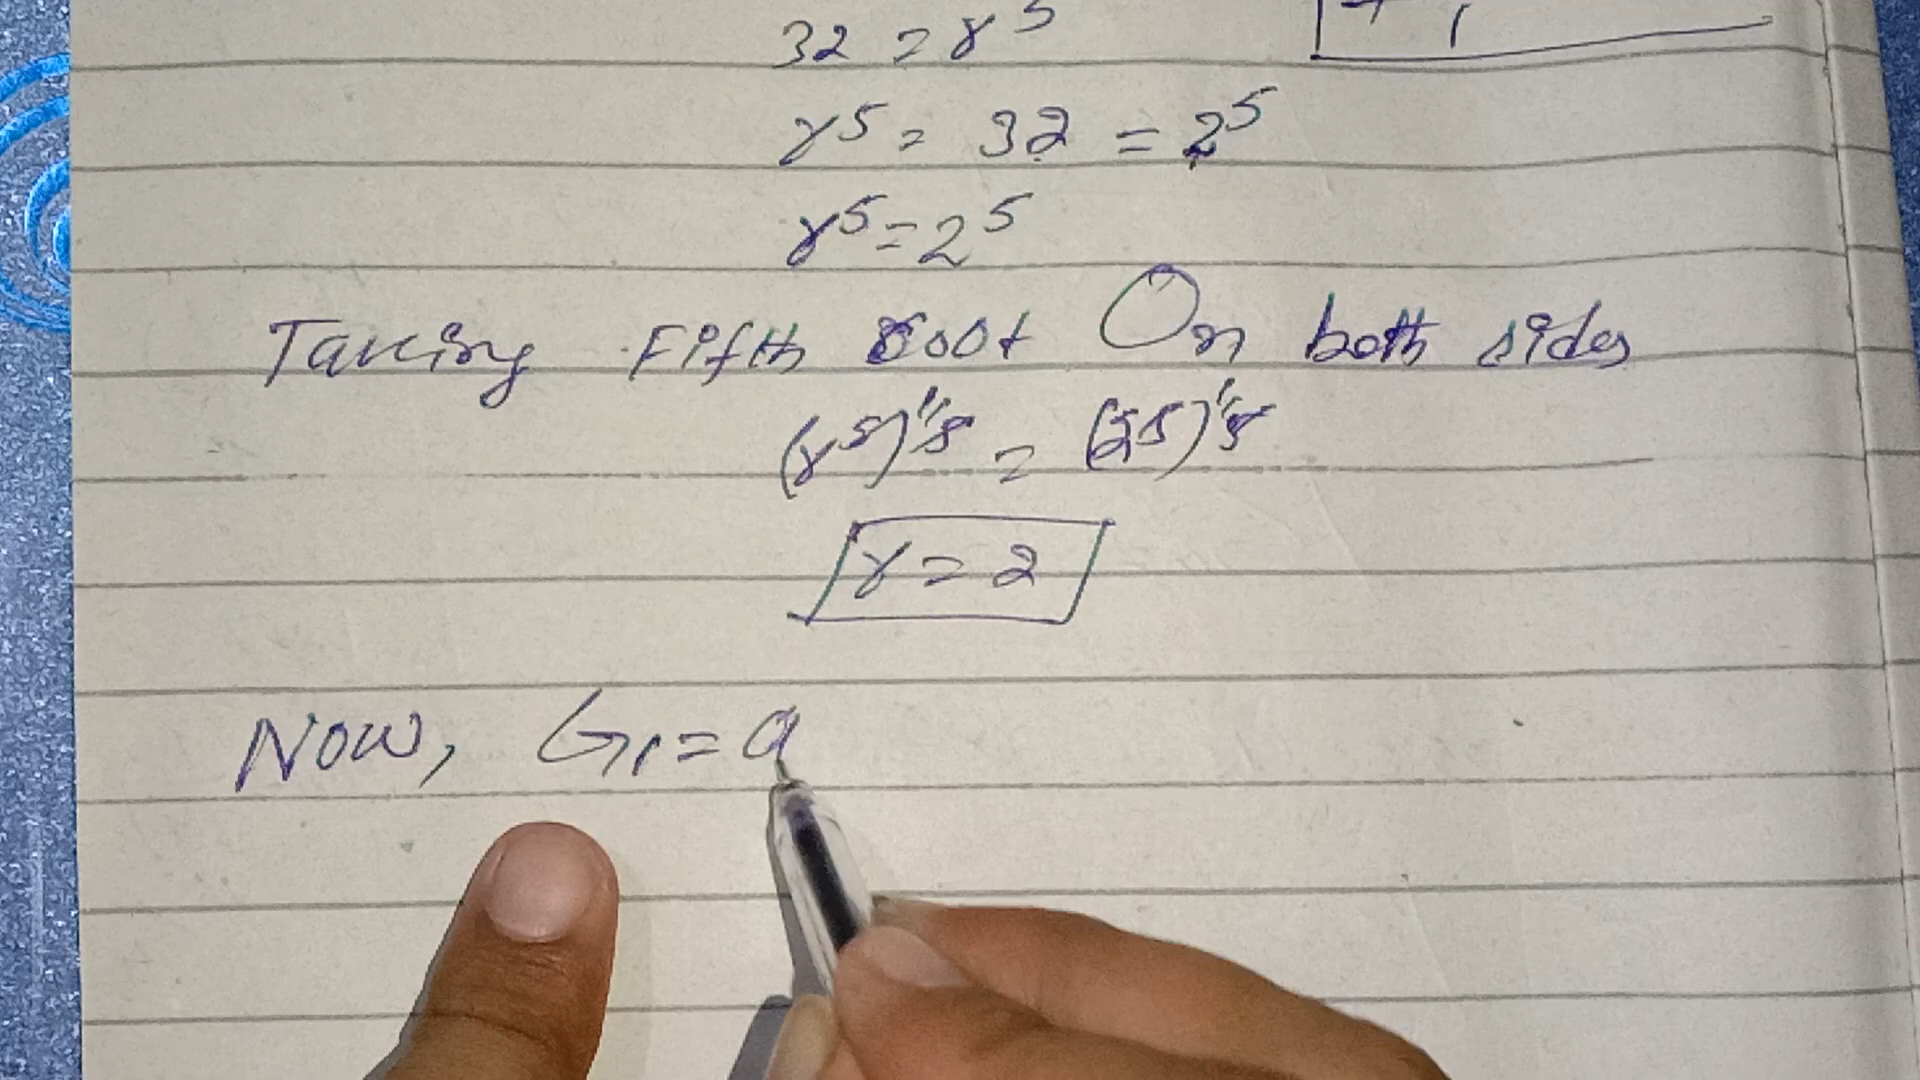 32 = r⁵
r⁵ = 32 = 2⁵
r⁵ = 2⁵
Taking Fifth root On both sides
(r⁵)^1/5 = (2⁵)^1/5
r = 2
Now, G₁ = a